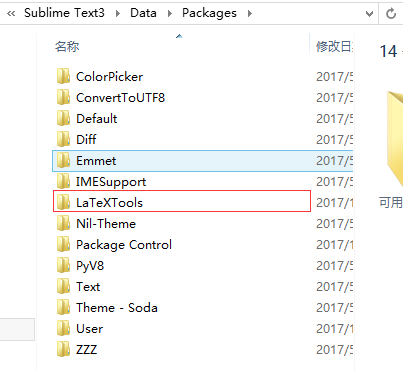 « Sublime Text3 › Data › Packages ›
名称 修改日
14
ColorPicker 2017/5
ConvertToUTF8 2017/5
Default 2017/5
Diff 2017/5
Emmet 2017/5
IMESupport 2017/5
LaTeXTools 2017/1
Nil-Theme 2017/5
Package Control 2017/1
PyV8 2017/5
Text 2017/5
Theme - Soda 2017/5
User 2017/1
ZZZ 2017/5
可用